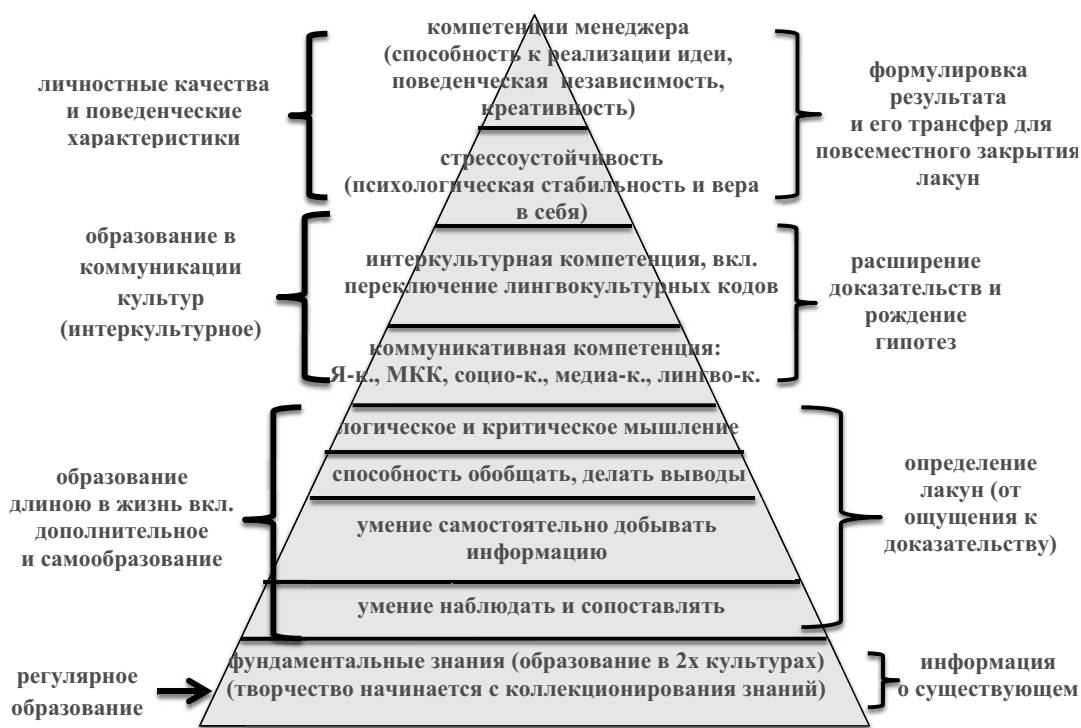 компетенции менеджера
(способность к реализации идеи,
поведенческая независимость,
креативность)
личностные качества
и поведенческие
характеристики
формулировка
результата
и его трансфер для
повсеместного закрытия
лакун
стрессоустойчивость
(психологическая стабильность и вера
в себя)
образование в
коммуникации
культур
(интеркультурное)
интеркультурная компетенция, вкл.
переключение лингвокультурных кодов
расширение
доказательств и
рождение
гипотез
коммуникативная компетенция:
Я-к., МКК, социо-к., медиа-к., лингво-к.
логическое и критическое мышление
способность обобщать, делать выводы
образование
длиною в жизнь вкл.
дополнительное
и самообразование
определение
лакун (от
ощущения к
доказательству)
умение самостоятельно добывать
информацию
умение наблюдать и сопоставлять
регулярное
образование
фундаментальные знания (образование в 2х культурах)
(творчество начинается с коллекционирования знаний)
информация
о существующем